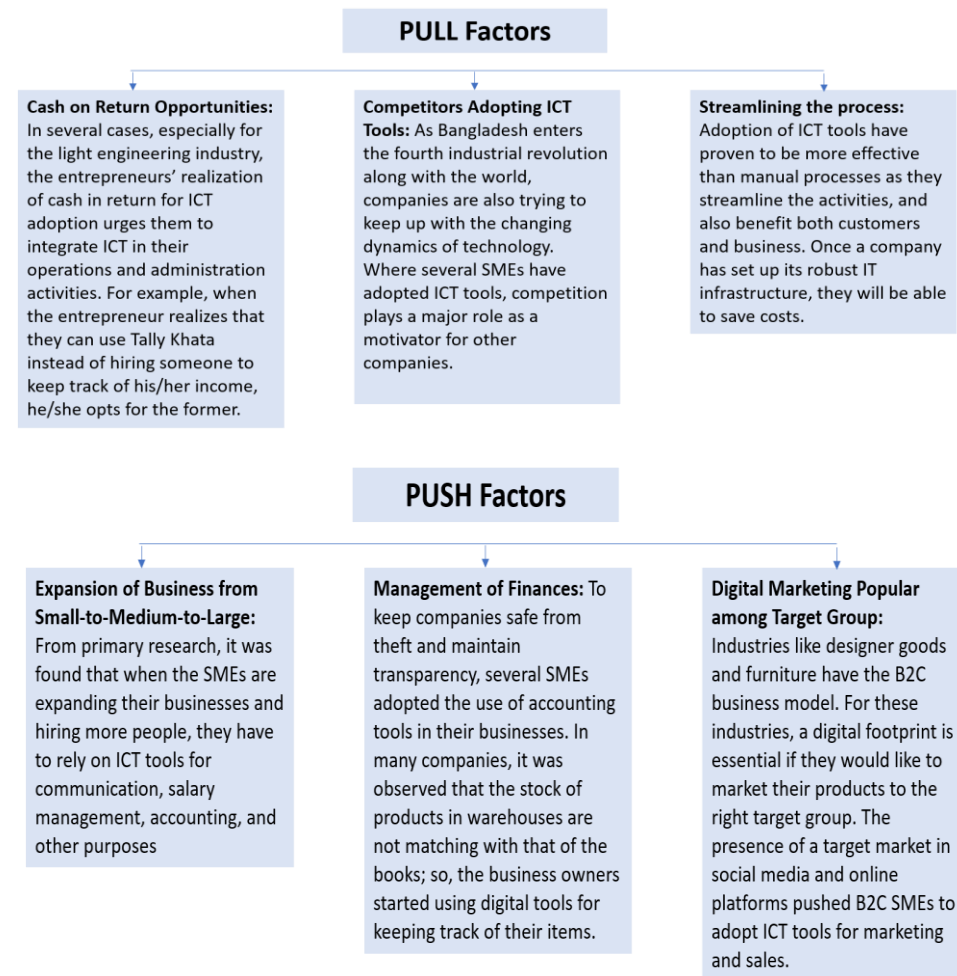 PULL Factors
Cash on Return Opportunities:
In several cases, especially for
the light engineering industry,
the entrepreneurs’ realization
of cash in return for ICT
adoption urges them to
integrate ICT in their
operations and administration
activities. For example, when
the entrepreneur realizes that
they can use Tally Khata
instead of hiring someone to
keep track of his/her income,
he/she opts for the former.
Competitors Adopting ICT
Tools: As Bangladesh enters
the fourth industrial revolution
along with the world,
companies are also trying to
keep up with the changing
dynamics of technology.
Where several SMEs have
adopted ICT tools, competition
plays a major role as a
motivator for other
companies.
Streamlining the process:
Adoption of ICT tools have
proven to be more effective
than manual processes as they
streamline the activities, and
also benefit both customers
and business. Once a company
has set up its robust IT
infrastructure, they will be able
to save costs.
PUSH Factors
Expansion of Business from
Small-to-Medium-to-Large:
From primary research, it was
found that when the SMEs are
expanding their businesses and
hiring more people, they have
to rely on ICT tools for
communication, salary
management, accounting, and
other purposes
Management of Finances: To
keep companies safe from
theft and maintain
transparency, several SMEs
adopted the use of accounting
tools in their businesses. In
many companies, it was
observed that the stock of
products in warehouses are
not matching with that of the
books; so, the business owners
started using digital tools for
keeping track of their items.
Digital Marketing Popular
among Target Group:
Industries like designer goods
and furniture have the B2C
business model. For these
industries, a digital footprint is
essential if they would like to
market their products to the
right target group. The
presence of a target market in
social media and online
platforms pushed B2C SMEs to
adopt ICT tools for marketing
and sales.